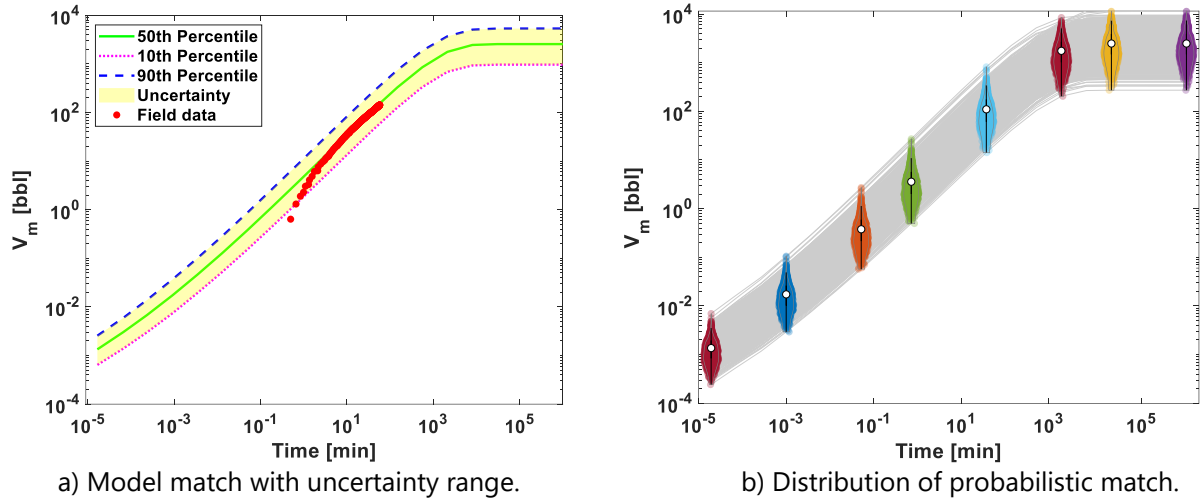 50th Percentile
10th Percentile
90th Percentile
Uncertainty
Field data
V_m [bbl]
10^4
10^2
10^0
10^-2
10^-4
10^-5
10^-3
10^-1
10^1
10^3
10^5
Time [min]
a) Model match with uncertainty range.
V_m [bbl]
10^4
10^2
10^0
10^-2
10^-4
10^-5
10^-3
10^-1
10^1
10^3
10^5
Time [min]
b) Distribution of probabilistic match.